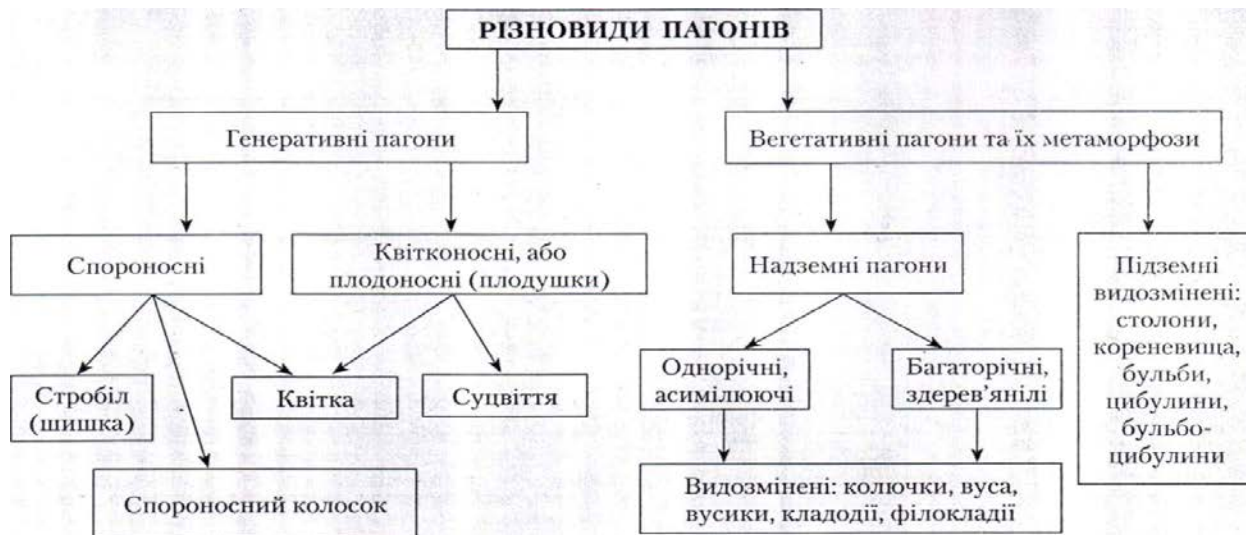 РІЗНОВИДИ ПАГОНІВ
Генеративні пагони
Вегетативні пагони та їх метаморфози
Спороносні
Квітконосні, або
плодоносні (плодушки)
Надземні пагони
Підземні
видозмінені:
столони,
кореневища,
бульби,
цибулини,
бульбо-
цибулини
Стробіл
(шишка)
Квітка
Суцвіття
Однорічні,
асимілюючі
Багаторічні,
здерев'янілі
Спороносний колосок
Видозмінені: колючки, вуса,
вусики, кладодії, філокладії